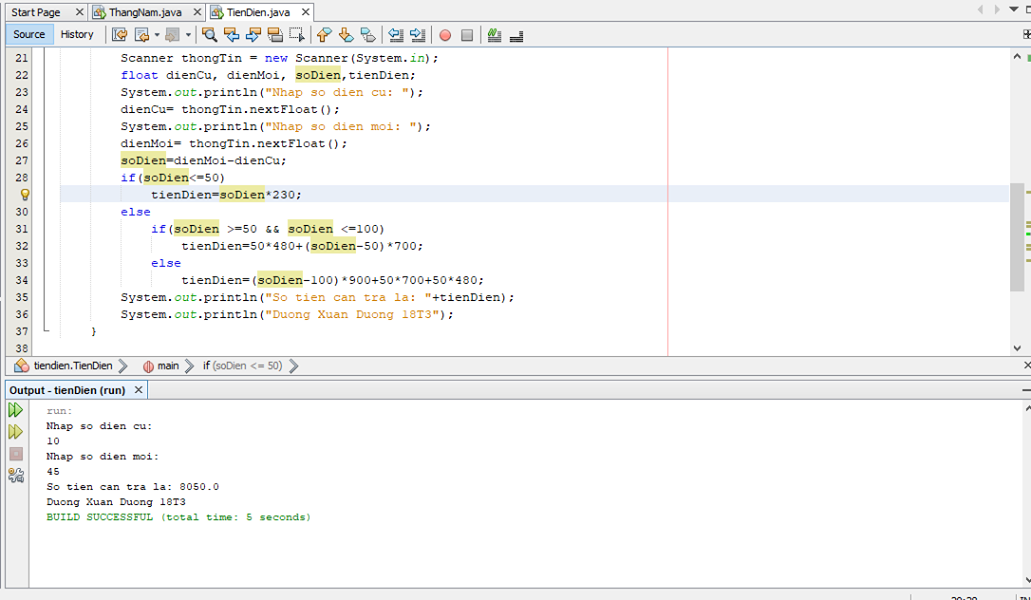 Start Page ThangNam.java TienDien.java
Source History
21 Scanner thongTin = new Scanner(System.in);
22 float dienCu, dienMoi, soDien,tienDien;
23 System.out.println("Nhap so dien cu: ");
24 dienCu= thongTin.nextFloat();
25 System.out.println("Nhap so dien moi: ");
26 dienMoi= thongTin.nextFloat();
27 soDien=dienMoi-dienCu;
28 if(soDien<=50)
tienDien=soDien*230;
30 else
31 if(soDien >=50 && soDien <=100)
32 tienDien=50*480+(soDien-50)*700;
33 else
34 tienDien=(soDien-100)*900+50*700+50*480;
35 System.out.println("So tien can tra la: "+tienDien);
36 System.out.println("Duong Xuan Duong 18T3");
37 }
38
tiendien.TienDien main if (soDien <= 50)
Output - tienDien (run)
run:
Nhap so dien cu:
10
Nhap so dien moi:
45
So tien can tra la: 8050.0
Duong Xuan Duong 18T3
BUILD SUCCESSFUL (total time: 5 seconds)